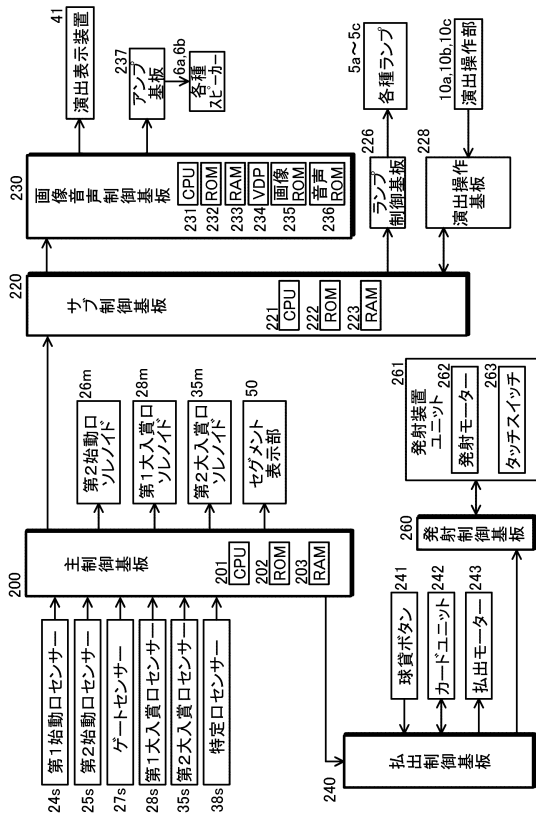 24s
第1始動口センサー
25s
第2始動口センサー
27s
ゲートセンサー
28s
第1大入賞口センサー
35s
第2大入賞口センサー
38s
特定口センサー
200
主制御基板
201
CPU
202
ROM
203
RAM
26m
第2始動口
ソレノイド
28m
第1大入賞口
ソレノイド
35m
第2大入賞口
ソレノイド
50
セグメント
表示部
220
サブ制御基板
221
CPU
222
ROM
223
RAM
230
画像音声制御基板
231
CPU
232
ROM
233
RAM
234
VDP
235
画像
ROM
236
音声
ROM
41
演出表示装置
237
アンプ
基板
6a,6b
各種
スピーカー
226
ランプ
制御基板
5a～5c
各種ランプ
228
演出操作
基板
10a,10b,10c
演出操作部
240
払出制御基板
241
球貸ボタン
242
カードユニット
243
払出モーター
260
発射制御基板
261
発射装置
ユニット
262
発射モーター
263
タッチスイッチ